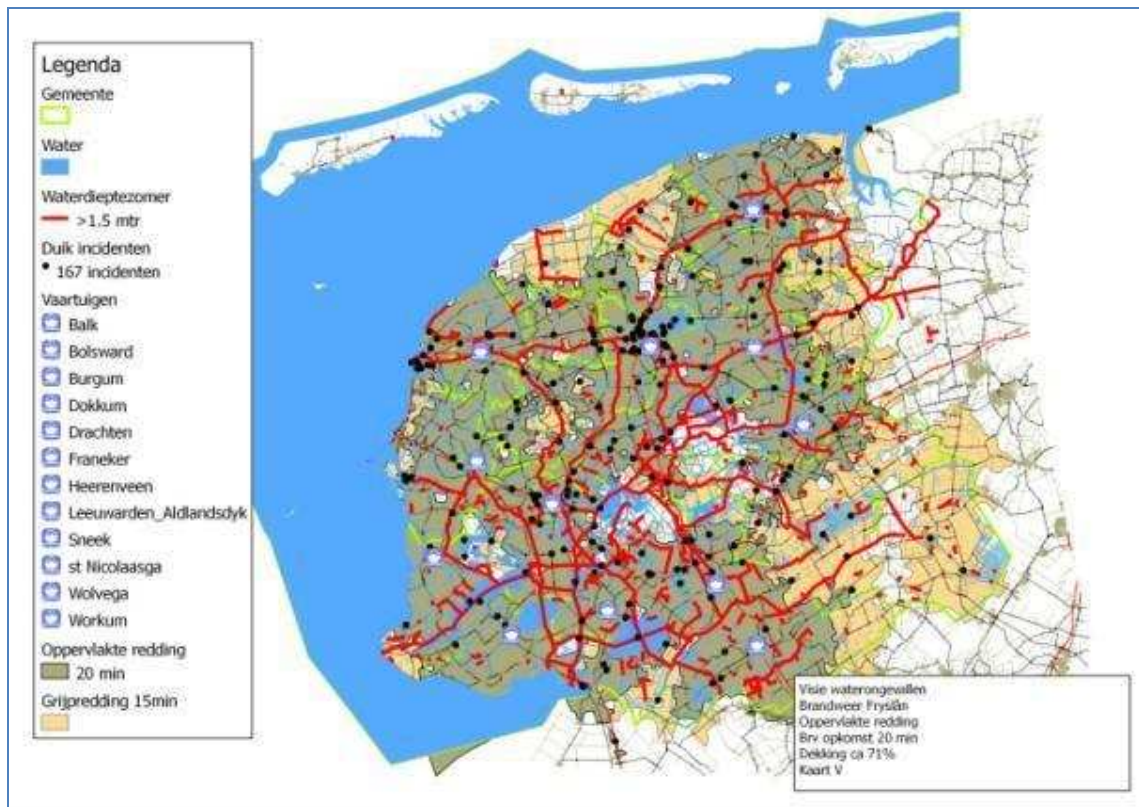 Legenda
Gemeente
Water
Waterdieptezomer
>1.5 mtr
Duik incidenten
167 incidenten
Vaartuigen
Balk
Bolsward
Burgum
Dokkum
Drachten
Franeker
Heerenveen
Leeuwarden_Aldlandsdyk
Sneek
st Nicolaasga
Wolvega
Workum
Oppervlakte redding
20 min
Grijpredding 15min
Visie waterongevallen
Brandweer Fryslân
Oppervlakte redding
Brv opkomst 20 min
Dekking ca 71%
Kaart V